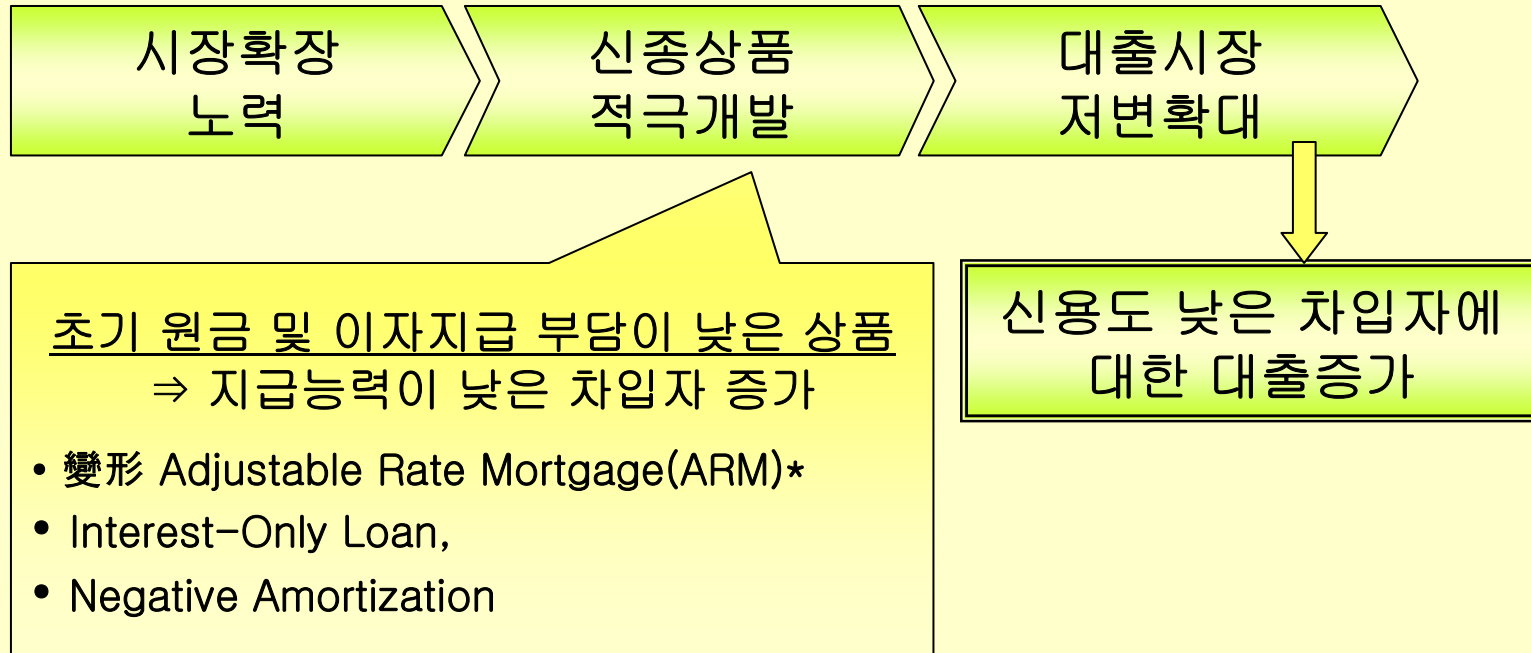 시장확장
노력
신종상품
적극개발
대출시장
저변확대
초기 원금 및 이자지급 부담이 낮은 상품
⇒ 지급능력이 낮은 차입자 증가
• 變形 Adjustable Rate Mortgage(ARM)*
• Interest-Only Loan,
• Negative Amortization
신용도 낮은 차입자에
대한 대출증가